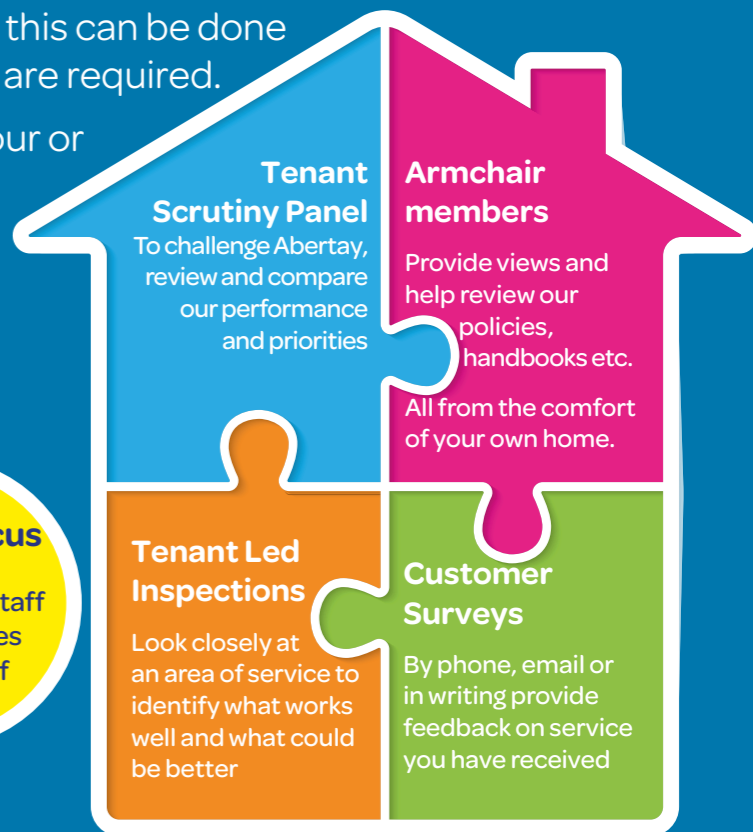 this can be done
are required.
our or
Tenant
Scrutiny Panel
To challenge Abertay,
review and compare
our performance
and priorities
Armchair
members
Provide views and
help review our
policies,
handbooks etc.
All from the comfort
of your own home.
Tenant Led
Inspections
Look closely at
an area of service to
identify what works
well and what could
be better
Customer
Surveys
By phone, email or
in writing provide
feedback on service
you have received